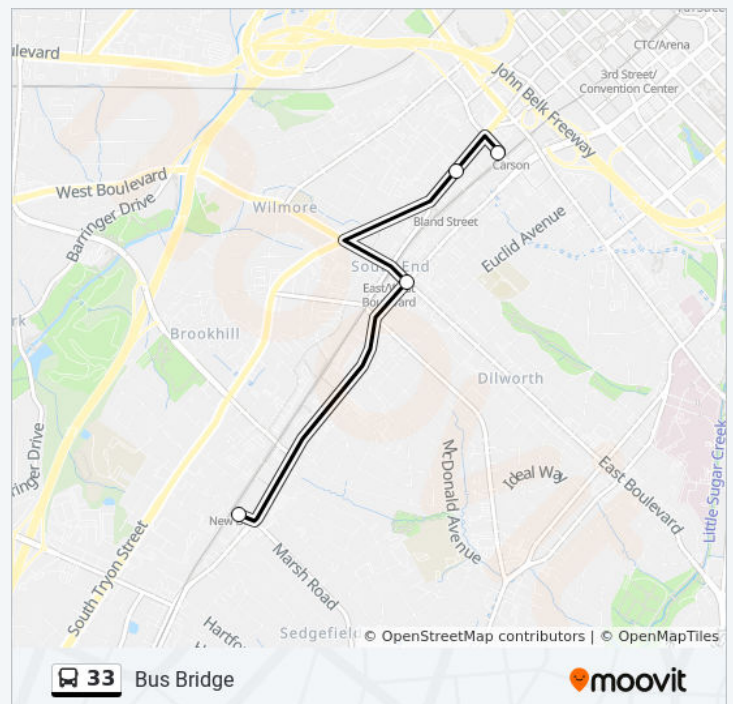 CTC/Arena
3rd Street/
Convention Center
John Belk Freeway
Carson
West Boulevard
Barringer Drive
Wilmore
Bland Street
Euclid Avenue
South End
East/West
Boulevard
Brookhill
Dilworth
McDonald Avenue
Ideal Way
East Boulevard
Little Sugar Creek
New
Marsh Road
South Tryon Street
Sedgefield
© OpenStreetMap contributors | © OpenMapTiles
33 Bus Bridge
moovit